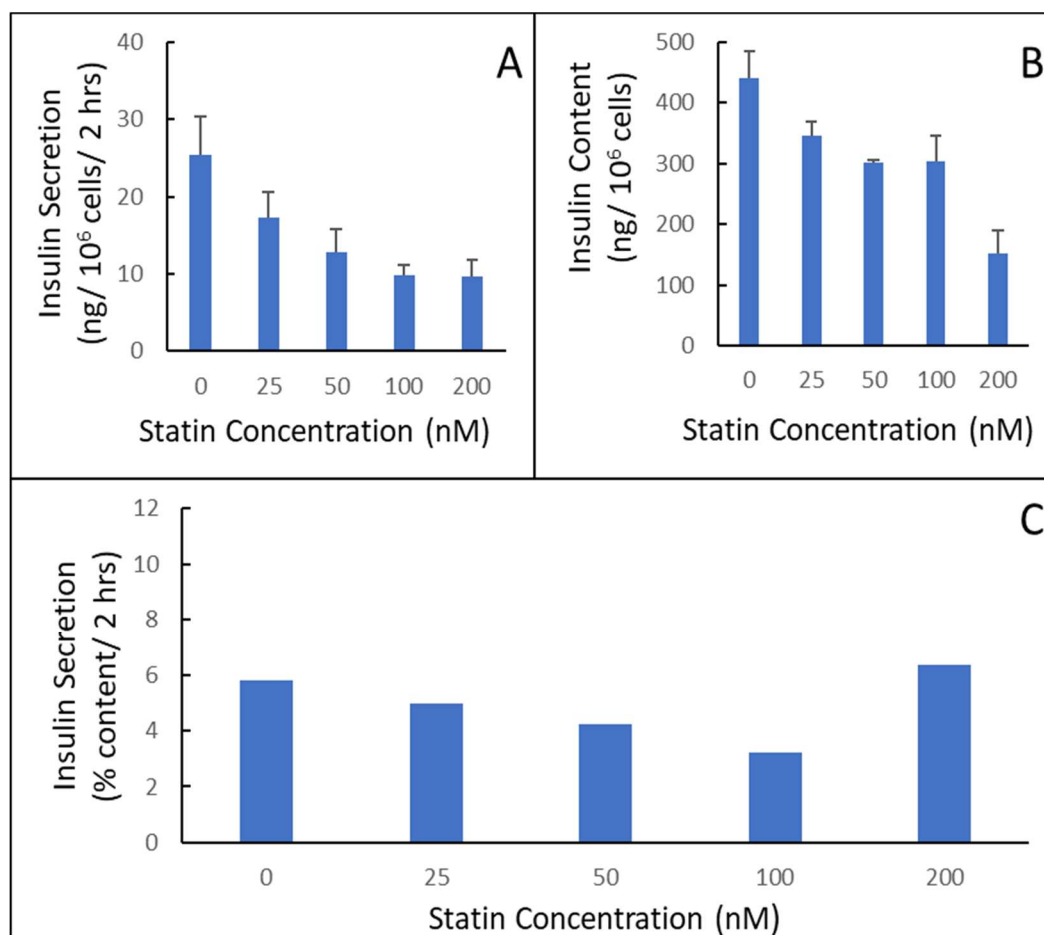 A
Insulin Secretion
(ng/ 10⁶ cells/ 2 hrs)
40
30
20
10
0
0 25 50 100 200
Statin Concentration (nM)
B
Insulin Content
(ng/ 10⁶ cells)
500
400
300
200
100
0
0 25 50 100 200
Statin Concentration (nM)
C
Insulin Secretion
(% content/ 2 hrs)
12
10
8
6
4
2
0
0 25 50 100 200
Statin Concentration (nM)